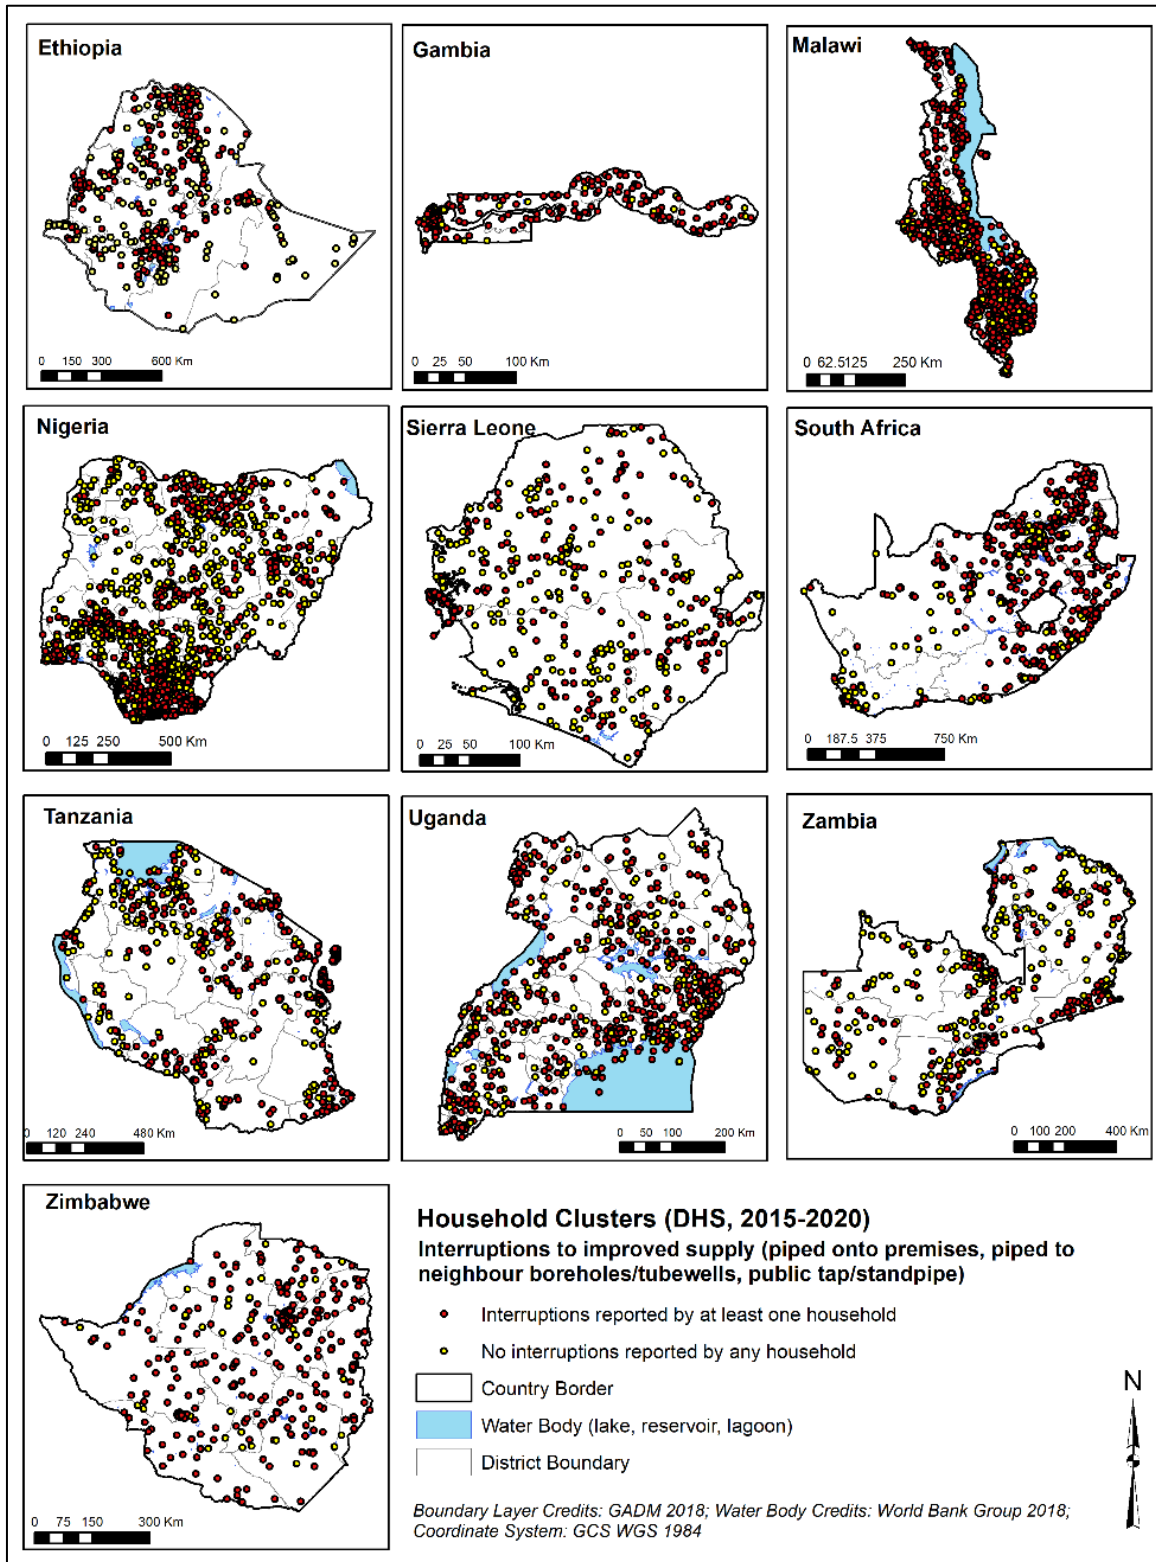 Ethiopia
0 150 300 600 Km
Gambia
0 25 50 100 Km
Malawi
0 62.5125 250 Km
Nigeria
0 125 250 500 Km
Sierra Leone
0 25 50 100 Km
South Africa
0 187.5 375 750 Km
Tanzania
0 120 240 480 Km
Uganda
0 50 100 200 Km
Zambia
0 100 200 400 Km
Zimbabwe
0 75 150 300 Km
Household Clusters (DHS, 2015-2020)
Interruptions to improved supply (piped onto premises, piped to
neighbour boreholes/tubewells, public tap/standpipe)
Interruptions reported by at least one household
No interruptions reported by any household
Country Border
Water Body (lake, reservoir, lagoon)
District Boundary
N
Boundary Layer Credits: GADM 2018; Water Body Credits: World Bank Group 2018;
Coordinate System: GCS WGS 1984